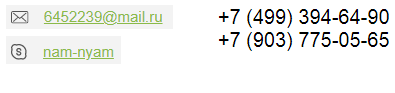 6452239@mail.ru
nam-nyam
+7 (499) 394-64-90
+7 (903) 775-05-65